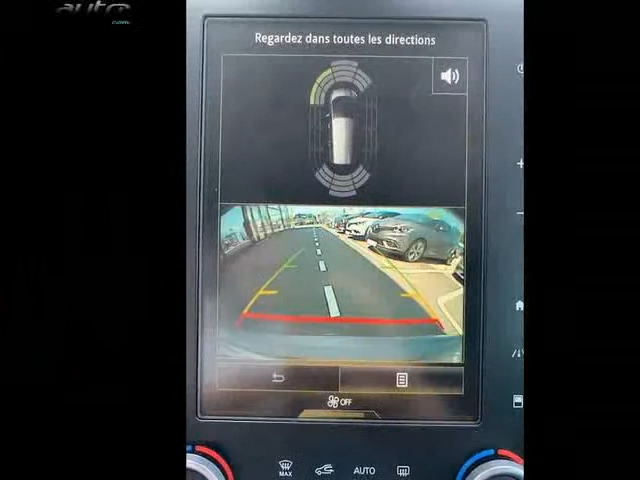 auto
.com
Regardez dans toutes les directions
OFF
MAX
AUTO